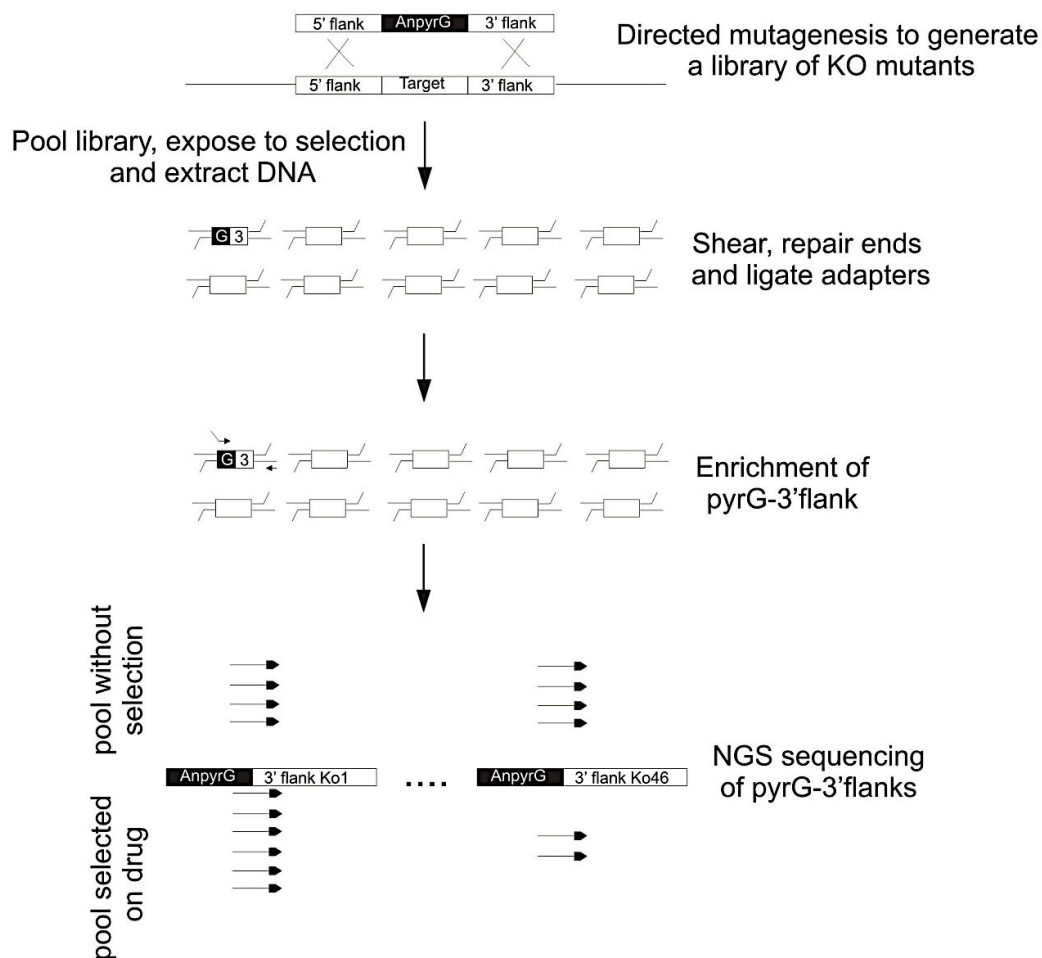 5' flank AnpyrG 3' flank
Directed mutagenesis to generate
a library of KO mutants
5' flank Target 3' flank
Pool library, expose to selection
and extract DNA
G 3
Shear, repair ends
and ligate adapters
G 3
Enrichment of
pyrG-3'flank
pool without
selection
AnpyrG 3' flank Ko1 .... AnpyrG 3' flank Ko46
NGS sequencing
of pyrG-3'flanks
pool selected
on drug